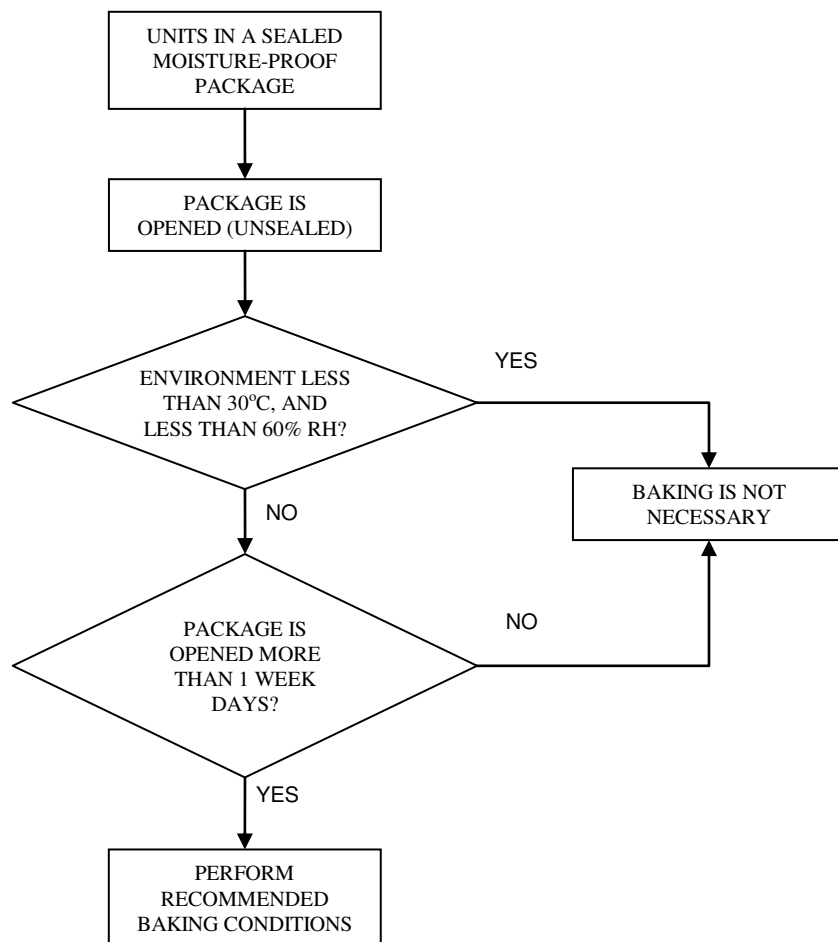 UNITS IN A SEALED
MOISTURE-PROOF
PACKAGE
PACKAGE IS
OPENED (UNSEALED)
ENVIRONMENT LESS
THAN 30°C, AND
LESS THAN 60% RH?
YES
BAKING IS NOT
NECESSARY
NO
PACKAGE IS
OPENED MORE
THAN 1 WEEK
DAYS?
NO
YES
PERFORM
RECOMMENDED
BAKING CONDITIONS